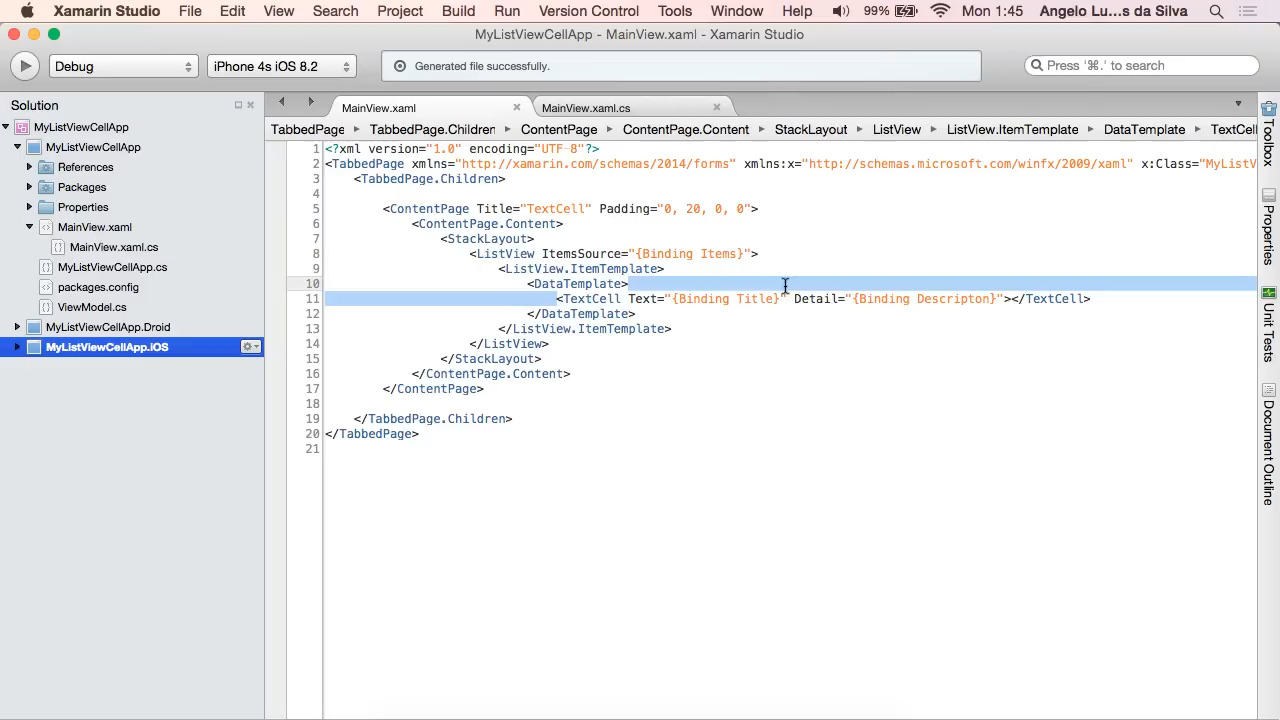 Xamarin Studio File Edit View Search Project Build Run Version Control Tools Window Help 99% Mon 1:45 Angelo Lu...s da Silva
MyListViewCellApp - MainView.xaml - Xamarin Studio
Debug iPhone 4s iOS 8.2 Generated file successfully. Press '⌘.' to search
Solution
MyListViewCellApp
MyListViewCellApp
References
Packages
Properties
MainView.xaml
MainView.xaml.cs
MyListViewCellApp.cs
packages.config
ViewModel.cs
MyListViewCellApp.Droid
MyListViewCellApp.iOS
MainView.xaml MainView.xaml.cs
TabbedPage TabbedPage.Children ContentPage ContentPage.Content StackLayout ListView ListView.ItemTemplate DataTemplate TextCell
1 <?xml version="1.0" encoding="UTF-8"?>
2 <TabbedPage xmlns="http://xamarin.com/schemas/2014/forms" xmlns:x="http://schemas.microsoft.com/winfx/2009/xaml" x:Class="MyListV
3 <TabbedPage.Children>
4
5 <ContentPage Title="TextCell" Padding="0, 20, 0, 0">
6 <ContentPage.Content>
7 <StackLayout>
8 <ListView ItemsSource="{Binding Items}">
9 <ListView.ItemTemplate>
10 <DataTemplate>
11 <TextCell Text="{Binding Title}" Detail="{Binding Descripton}"></TextCell>
12 </DataTemplate>
13 </ListView.ItemTemplate>
14 </ListView>
15 </StackLayout>
16 </ContentPage.Content>
17 </ContentPage>
18
19 </TabbedPage.Children>
20 </TabbedPage>
21
Toolbox
Properties
Unit Tests
Document Outline